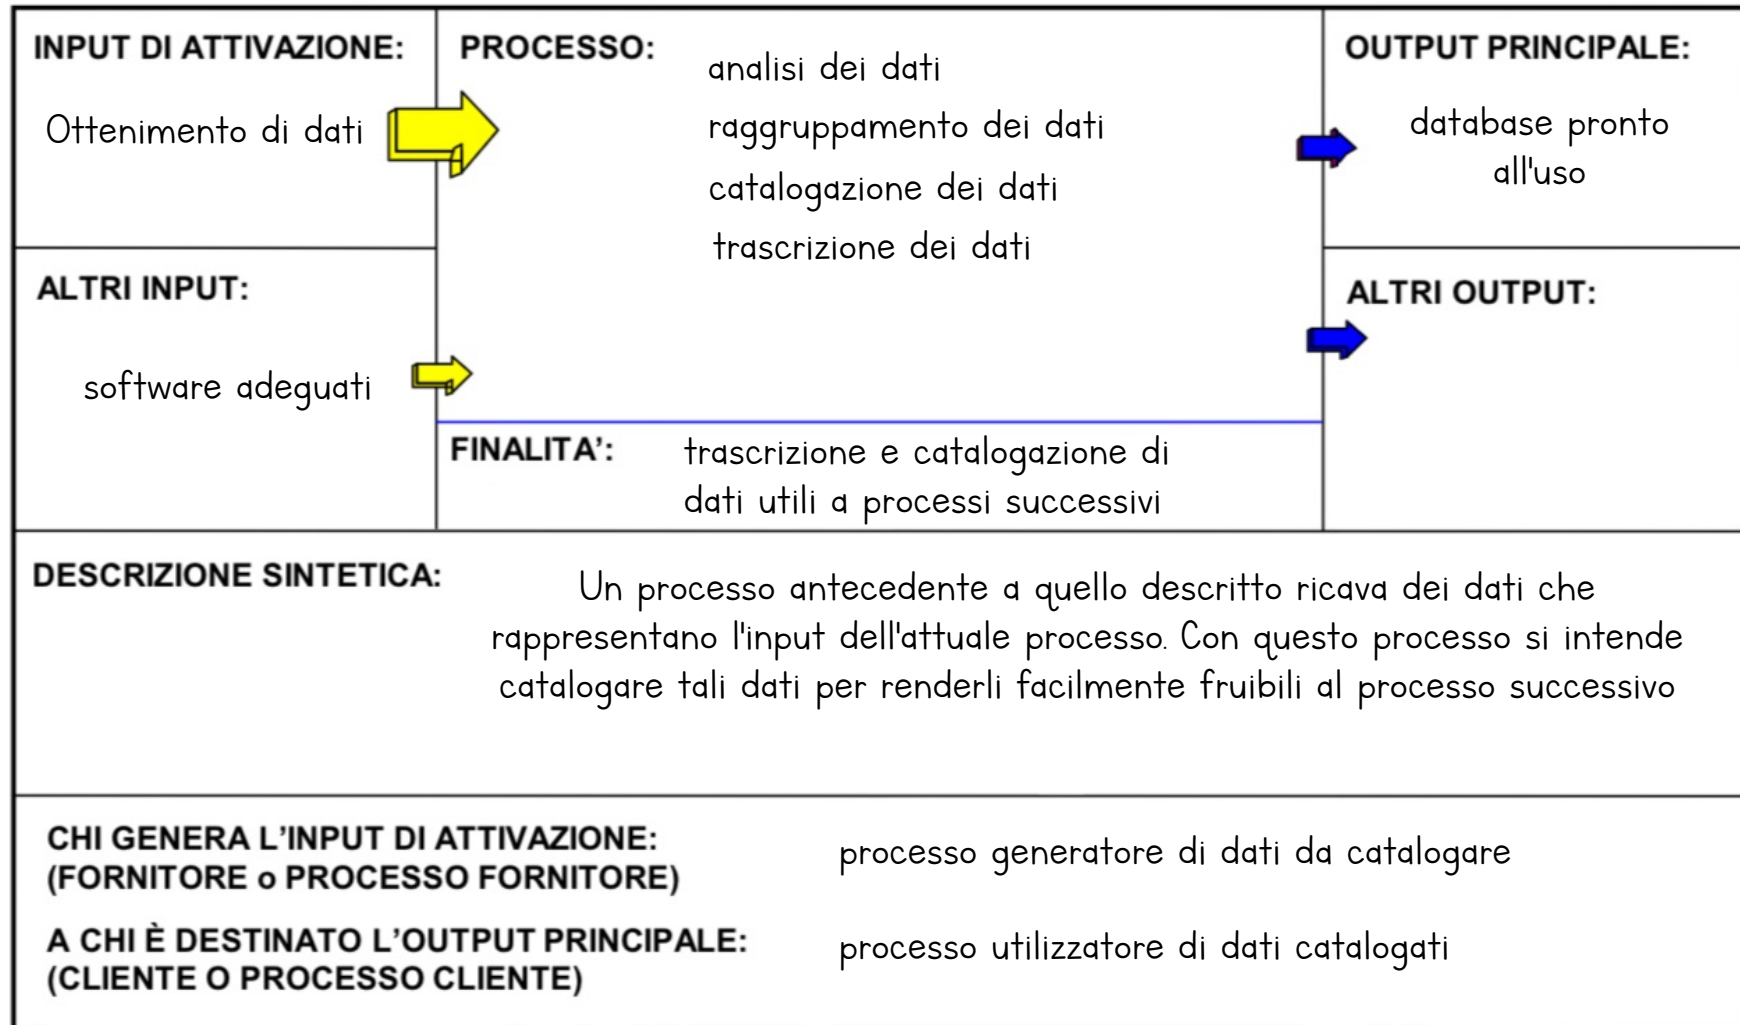 INPUT DI ATTIVAZIONE:
Ottenimento di dati
PROCESSO:
analisi dei dati
raggruppamento dei dati
catalogazione dei dati
trascrizione dei dati
OUTPUT PRINCIPALE:
database pronto
all'uso
ALTRI INPUT:
software adeguati
ALTRI OUTPUT:
FINALITA’:
trascrizione e catalogazione di
dati utili a processi successivi
DESCRIZIONE SINTETICA:
Un processo antecedente a quello descritto ricava dei dati che
rappresentano l'input dell'attuale processo. Con questo processo si intende
catalogare tali dati per renderli facilmente fruibili al processo successivo
CHI GENERA L’INPUT DI ATTIVAZIONE:
(FORNITORE o PROCESSO FORNITORE)
processo generatore di dati da catalogare
A CHI È DESTINATO L’OUTPUT PRINCIPALE:
(CLIENTE O PROCESSO CLIENTE)
processo utilizzatore di dati catalogati